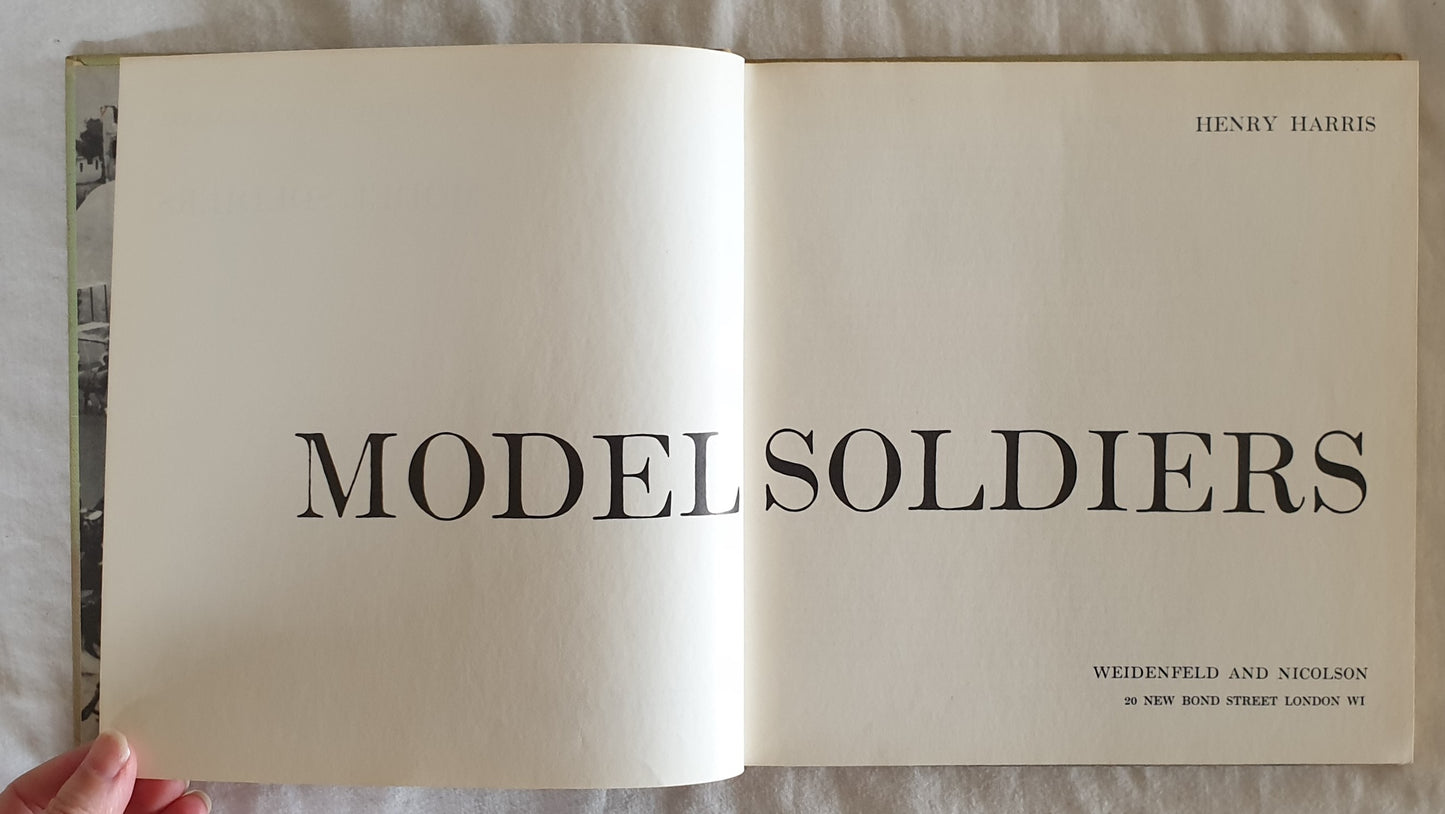 HENRY HARRIS
MODEL SOLDIERS
WEIDENFELD AND NICOLSON
20 NEW BOND STREET LONDON WI